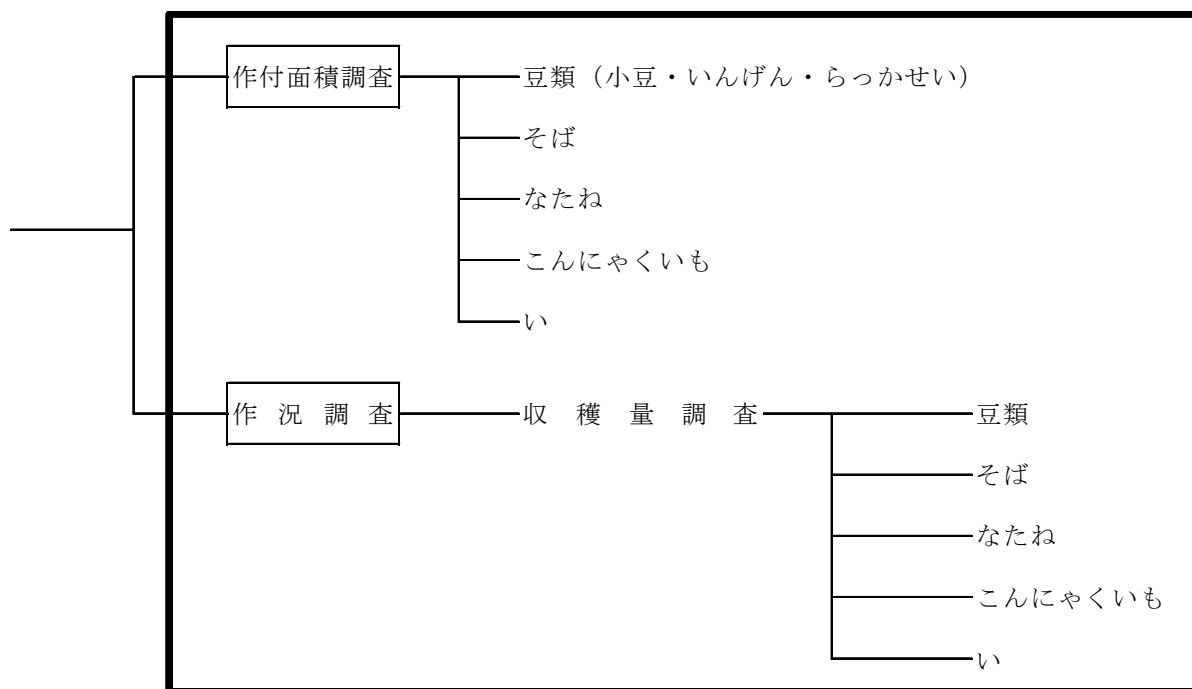 作付面積調査
豆類（小豆・いんげん・らっかせい）
そば
なたね
こんにゃくいも
い
作況調査
収穫量調査
豆類
そば
なたね
こんにゃくいも
い